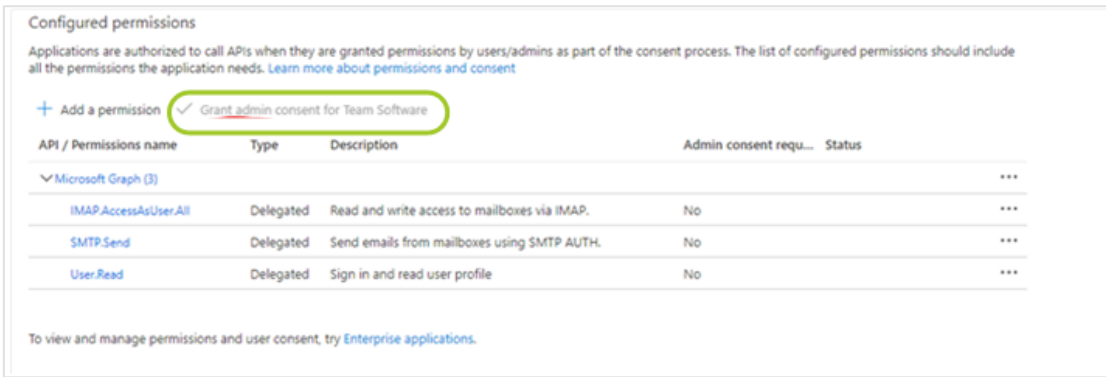 Configured permissions
Applications are authorized to call APIs when they are granted permissions by users/admins as part of the consent process. The list of configured permissions should include
all the permissions the application needs. Learn more about permissions and consent
+ Add a permission ✓ Grant admin consent for Team Software
API / Permissions name Type Description Admin consent requ... Status
Microsoft Graph (3) ...
IMAP.AccessAsUser.All Delegated Read and write access to mailboxes via IMAP. No ...
SMTP.Send Delegated Send emails from mailboxes using SMTP AUTH. No ...
User.Read Delegated Sign in and read user profile No ...
To view and manage permissions and user consent, try Enterprise applications.